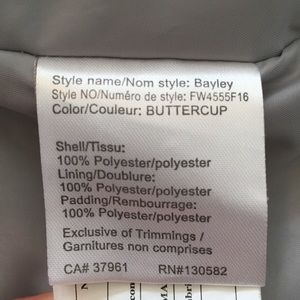 Style name/Nom style: Bayley
Style NO/Numéro de style: FW4555F16
Color/Couleur: BUTTERCUP
Shell/Tissu:
100% Polyester/polyester
Lining/Doublure:
100% Polyester/polyester
Padding/Rembourrage:
100% Polyester/polyester
Exclusive of Trimmings /
Garnitures non comprises
CA# 37961 RN#130582